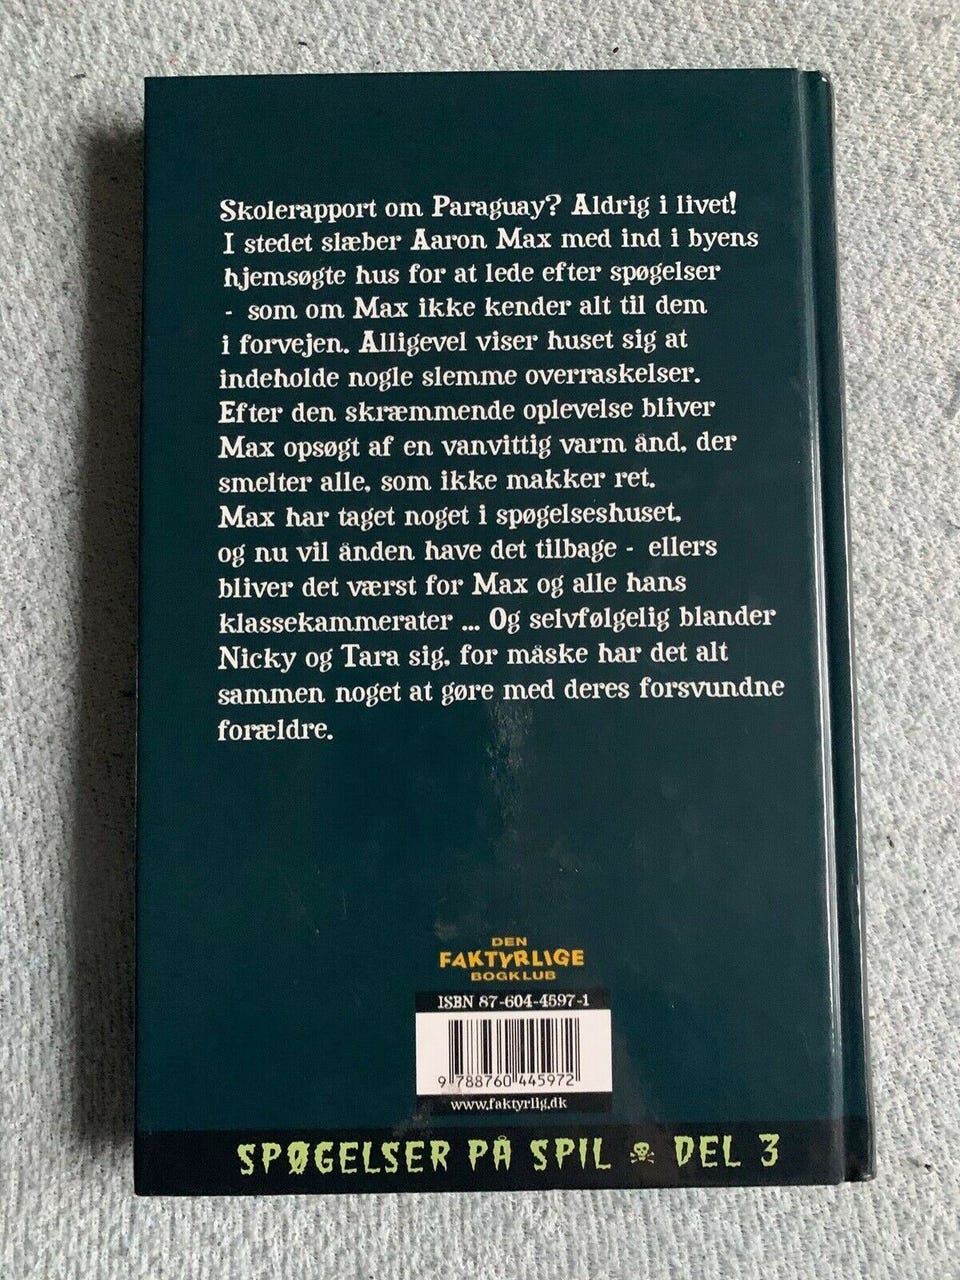 Skolerapport om Paraguay? Aldrig i livet!
I stedet slæber Aaron Max med ind i byens
hjemsøgte hus for at lede efter spøgelser
- som om Max ikke kender alt til dem
i forvejen. Alligevel viser huset sig at
indeholde nogle slemme overraskelser.
Efter den skræmmende oplevelse bliver
Max opsøgt af en vanvittig varm ånd, der
smelter alle, som ikke makker ret.
Max har taget noget i spøgelseshuset,
og nu vil ånden have det tilbage - ellers
bliver det værst for Max og alle hans
klassekammerater ... Og selvfølgelig blander
Nicky og Tara sig, for måske har det alt
sammen noget at gøre med deres forsvundne
forældre.
DEN
FAKTYRLIGE
BOGKLUB
ISBN 87-604-4597-1
9 788760 445972
www.faktyrlig.dk
SPØGELSER PÅ SPIL ☠ DEL 3